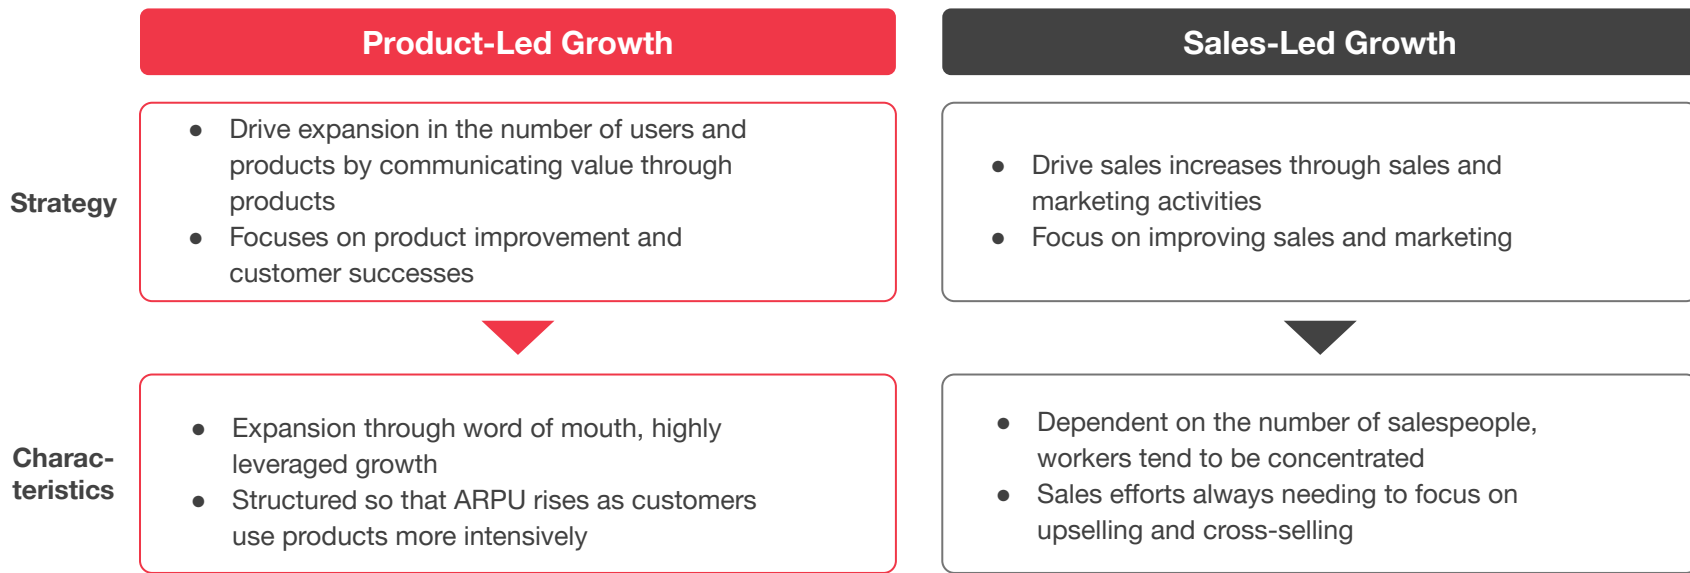 Product-Led Growth
Sales-Led Growth
Strategy
● Drive expansion in the number of users and
products by communicating value through
products
● Focuses on product improvement and
customer successes
● Drive sales increases through sales and
marketing activities
● Focus on improving sales and marketing
Charac-
teristics
● Expansion through word of mouth, highly
leveraged growth
● Structured so that ARPU rises as customers
use products more intensively
● Dependent on the number of salespeople,
workers tend to be concentrated
● Sales efforts always needing to focus on
upselling and cross-selling